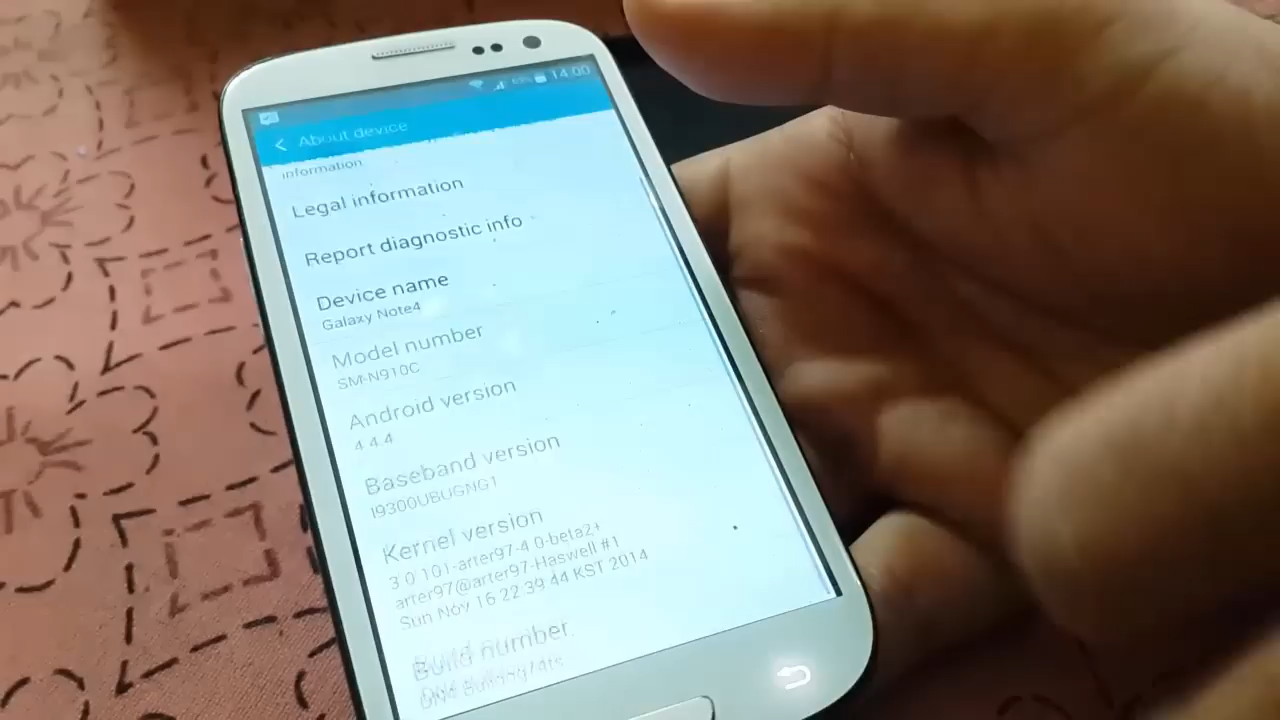 14:00
About device
information
Legal information
Report diagnostic info
Device name
Galaxy Note4
Model number
SM-N910C
Android version
4.4.4
Baseband version
I9300UBUGNG1
Kernel version
3.0.101-arter97-4.0-beta2+
arter97@arter97-Haswell #1
Sun Nov 16 22:39:44 KST 2014
Build number